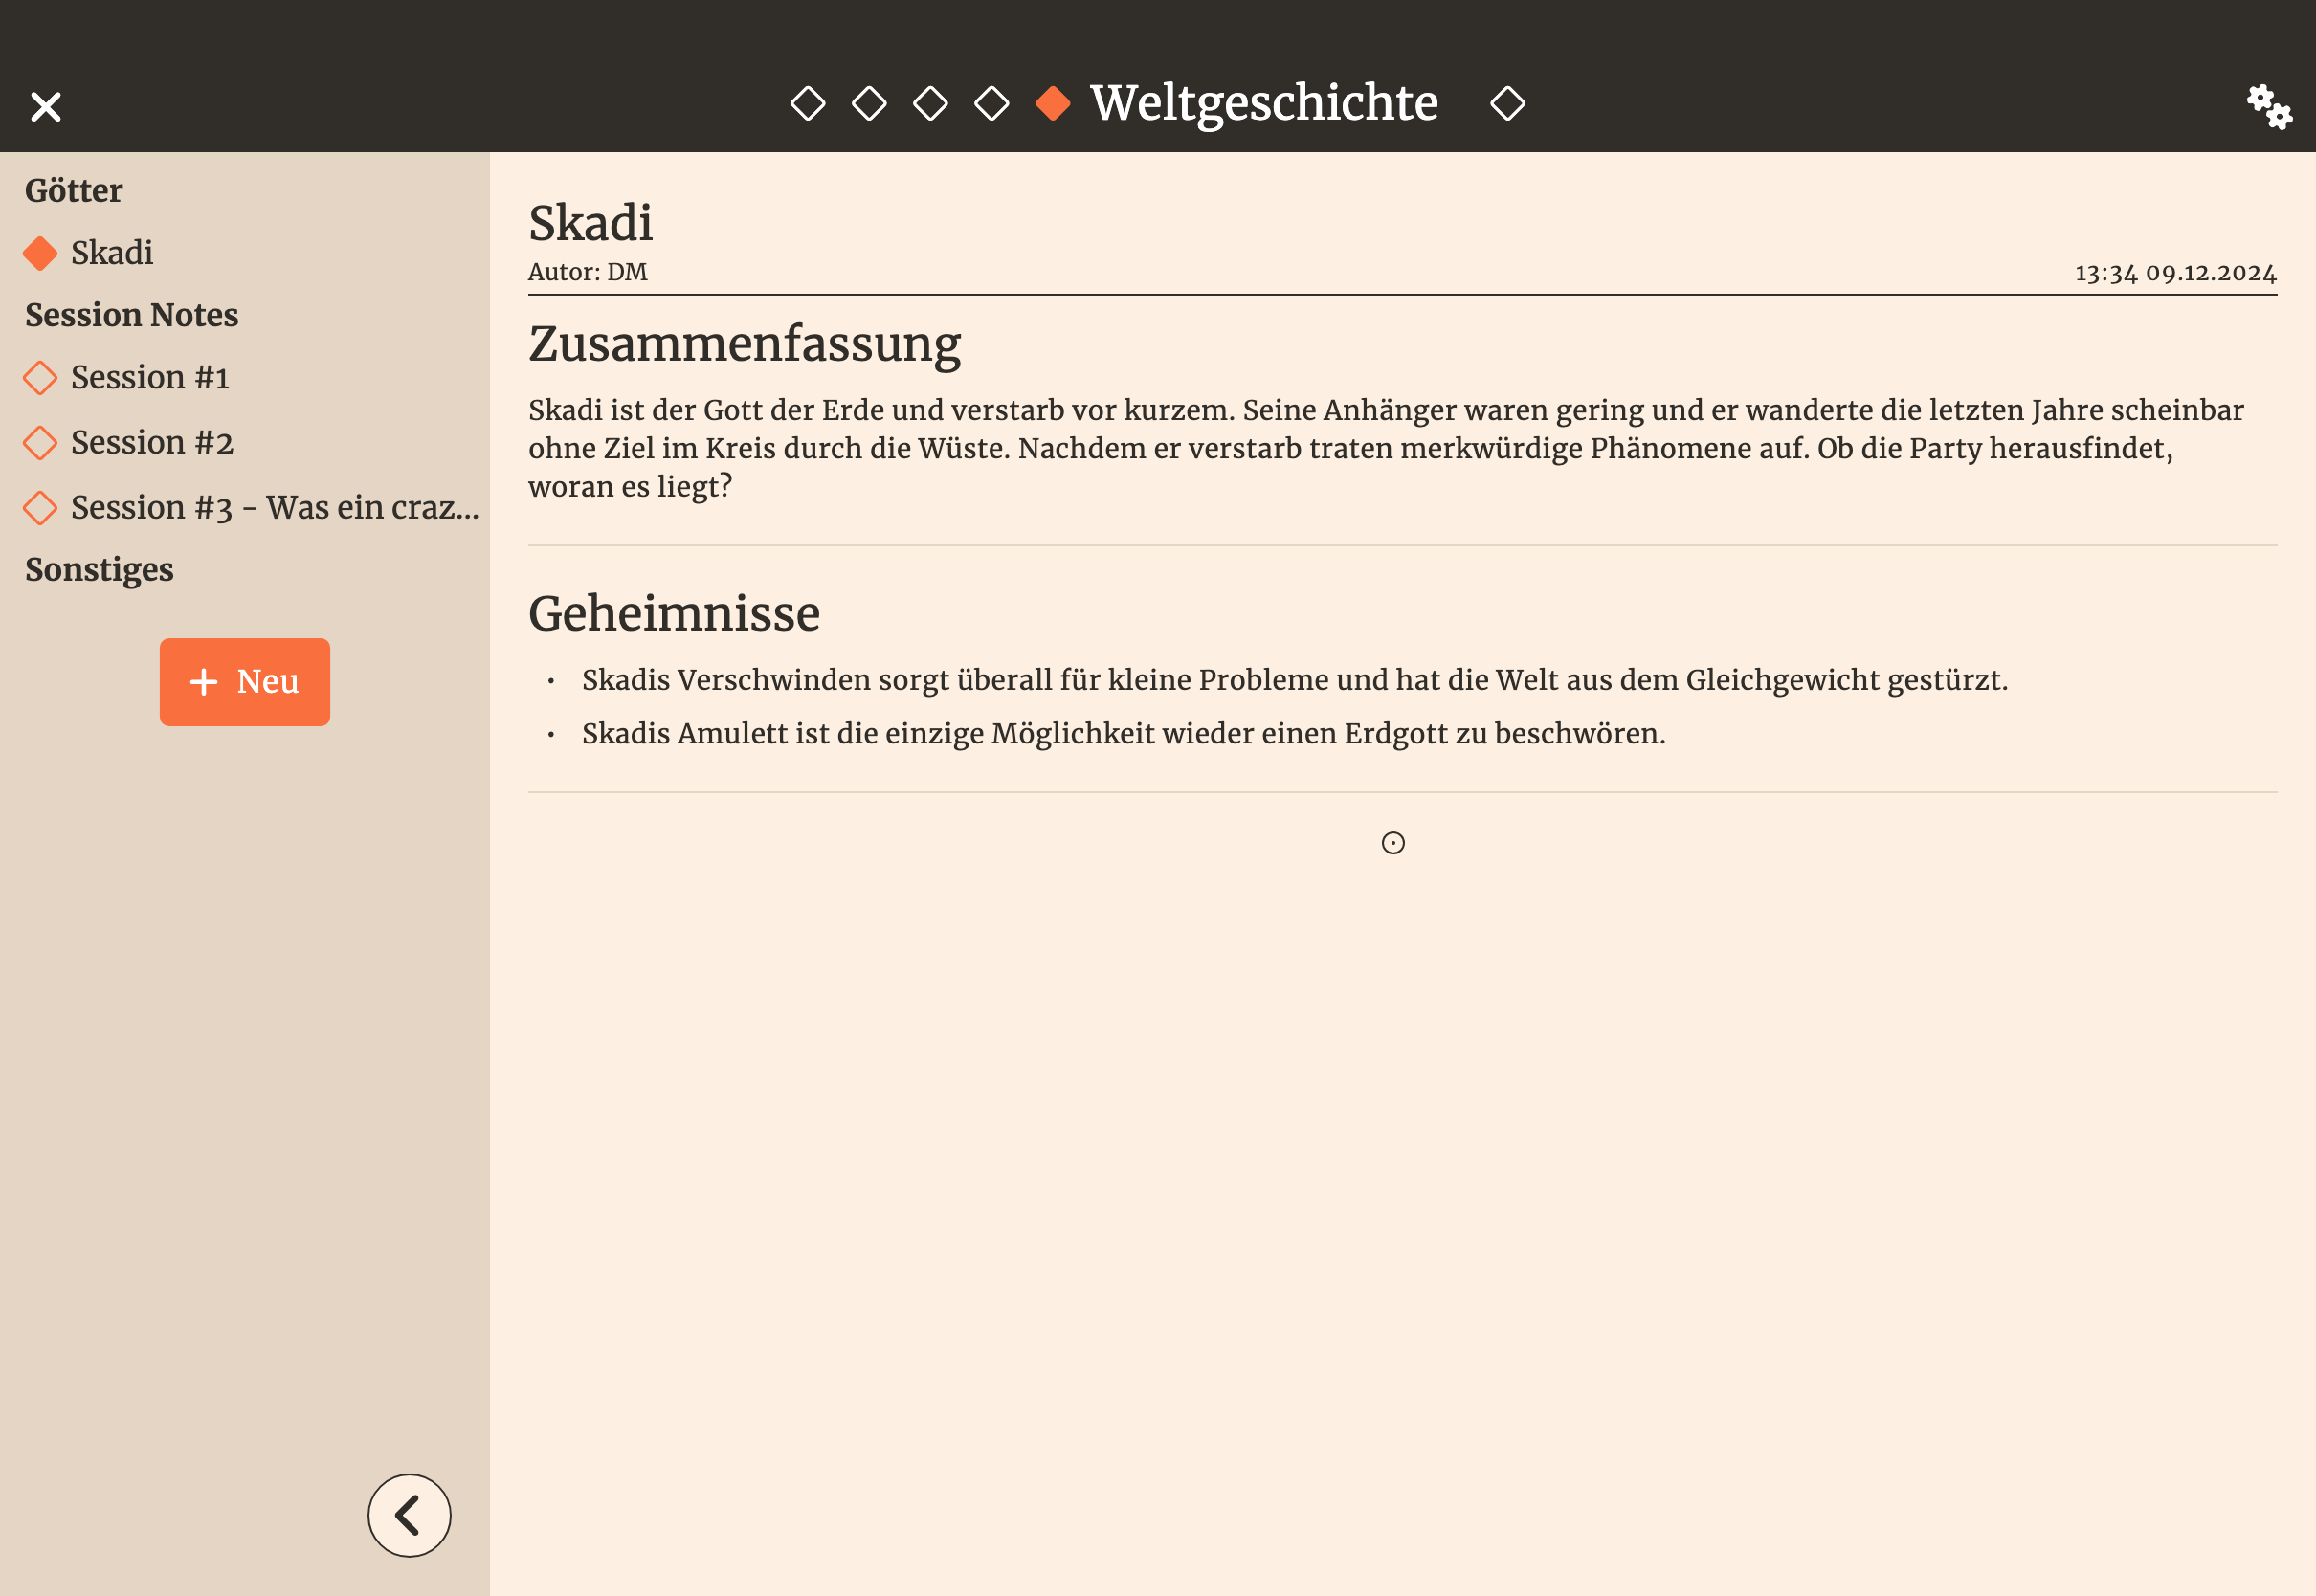 Weltgeschichte
Götter
Skadi
Session Notes
Session #1
Session #2
Session #3 - Was ein craz...
Sonstiges
+ Neu
Skadi
Autor: DM
13:34 09.12.2024
Zusammenfassung
Skadi ist der Gott der Erde und verstarb vor kurzem. Seine Anhänger waren gering und er wanderte die letzten Jahre scheinbar
ohne Ziel im Kreis durch die Wüste. Nachdem er verstarb traten merkwürdige Phänomene auf. Ob die Party herausfindet,
woran es liegt?
Geheimnisse
• Skadis Verschwinden sorgt überall für kleine Probleme und hat die Welt aus dem Gleichgewicht gestürzt.
• Skadis Amulett ist die einzige Möglichkeit wieder einen Erdgott zu beschwören.